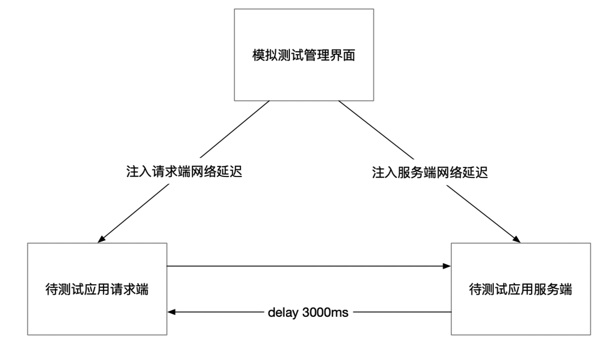 模拟测试管理界面
注入请求端网络延迟
注入服务端网络延迟
待测试应用请求端
待测试应用服务端
delay 3000ms